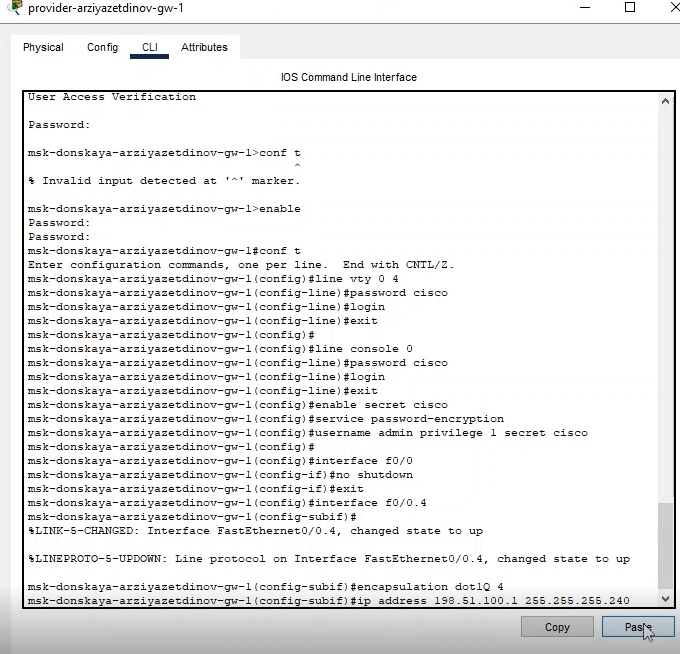 provider-arziyazetdinov-gw-1
Physical Config CLI Attributes
IOS Command Line Interface
User Access Verification
Password:
msk-donskaya-arziyazetdinov-gw-1>conf t
^
% Invalid input detected at '^' marker.
msk-donskaya-arziyazetdinov-gw-1>enable
Password:
Password:
msk-donskaya-arziyazetdinov-gw-1#conf t
Enter configuration commands, one per line. End with CNTL/Z.
msk-donskaya-arziyazetdinov-gw-1(config)#line vty 0 4
msk-donskaya-arziyazetdinov-gw-1(config-line)#password cisco
msk-donskaya-arziyazetdinov-gw-1(config-line)#login
msk-donskaya-arziyazetdinov-gw-1(config-line)#exit
msk-donskaya-arziyazetdinov-gw-1(config)#
msk-donskaya-arziyazetdinov-gw-1(config)#line console 0
msk-donskaya-arziyazetdinov-gw-1(config-line)#password cisco
msk-donskaya-arziyazetdinov-gw-1(config-line)#login
msk-donskaya-arziyazetdinov-gw-1(config-line)#exit
msk-donskaya-arziyazetdinov-gw-1(config)#enable secret cisco
msk-donskaya-arziyazetdinov-gw-1(config)#service password-encryption
msk-donskaya-arziyazetdinov-gw-1(config)#username admin privilege 1 secret cisco
msk-donskaya-arziyazetdinov-gw-1(config)#
msk-donskaya-arziyazetdinov-gw-1(config)#interface f0/0
msk-donskaya-arziyazetdinov-gw-1(config-if)#no shutdown
msk-donskaya-arziyazetdinov-gw-1(config-if)#exit
msk-donskaya-arziyazetdinov-gw-1(config)#interface f0/0.4
msk-donskaya-arziyazetdinov-gw-1(config-subif)#
%LINK-5-CHANGED: Interface FastEthernet0/0.4, changed state to up
%LINEPROTO-5-UPDOWN: Line protocol on Interface FastEthernet0/0.4, changed state to up
msk-donskaya-arziyazetdinov-gw-1(config-subif)#encapsulation dot1Q 4
msk-donskaya-arziyazetdinov-gw-1(config-subif)#ip address 198.51.100.1 255.255.255.240
Copy Paste